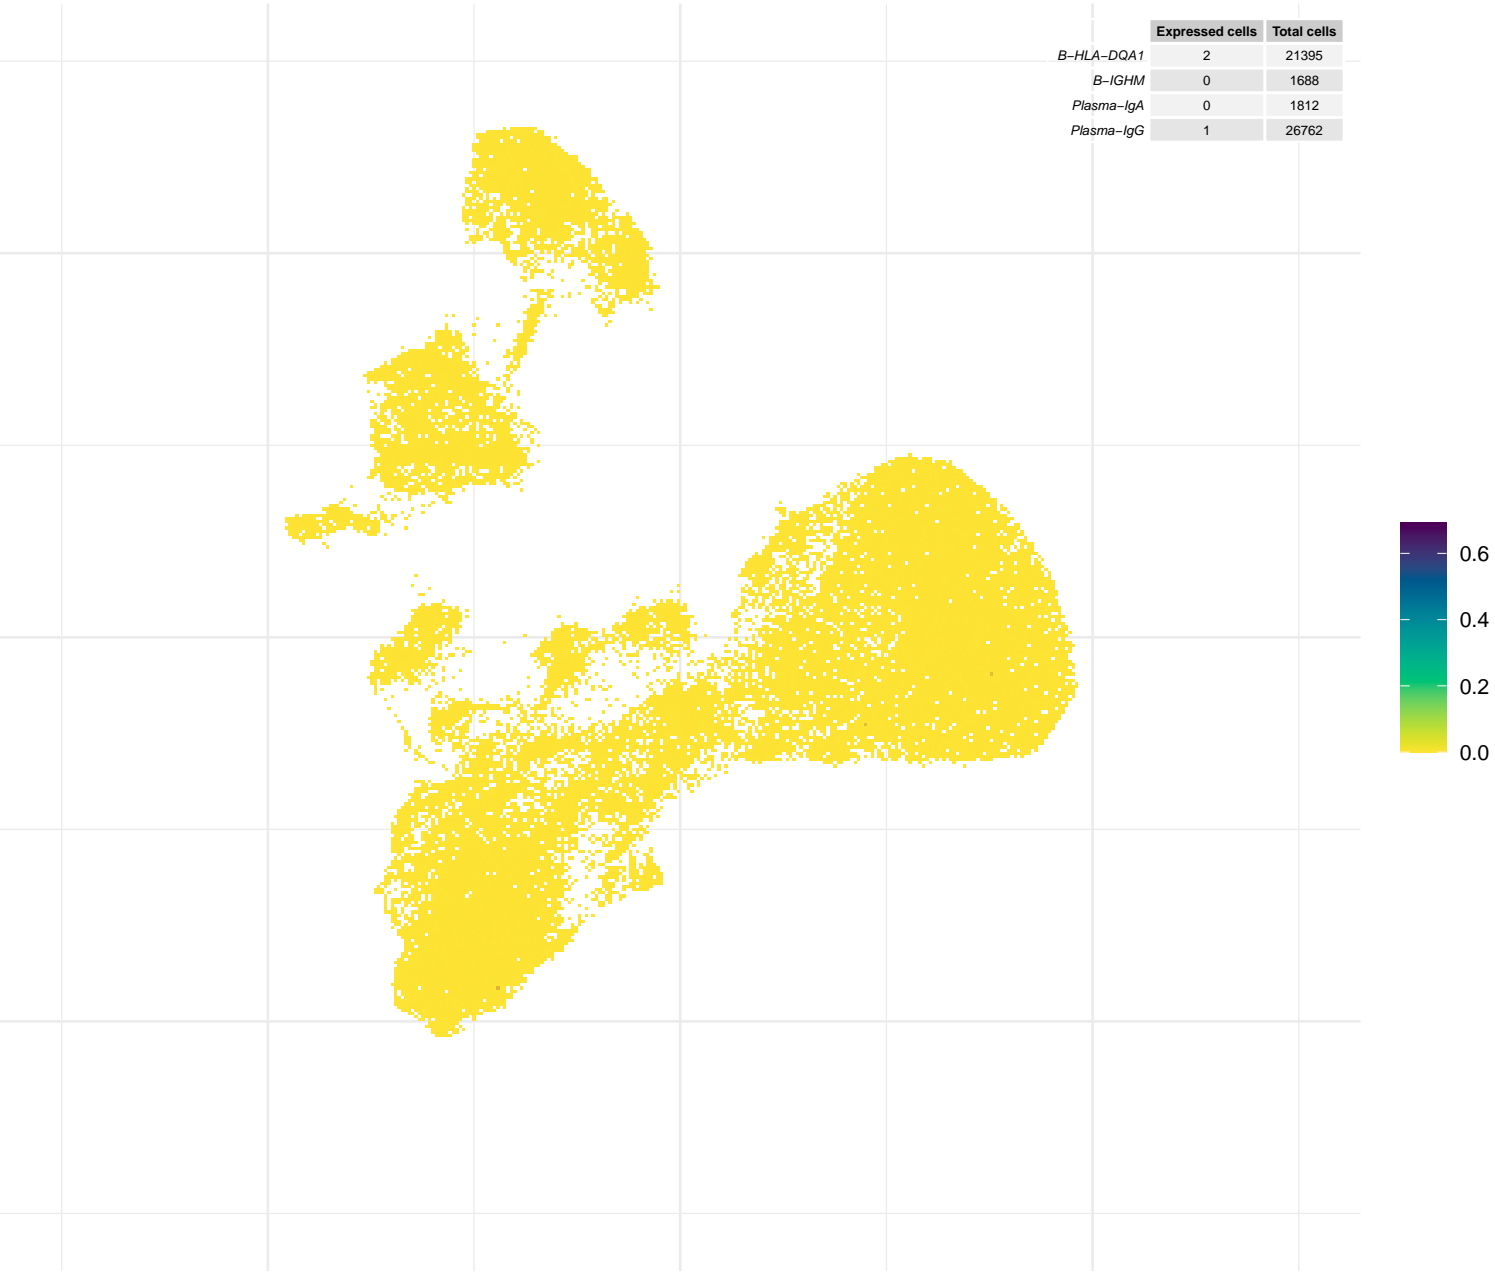 Expressed cells Total cells
B−HLA−DQA1 2 21395
B−IGHM 0 1688
Plasma−IgA 0 1812
Plasma−IgG 1 26762
0.6
0.4
0.2
0.0